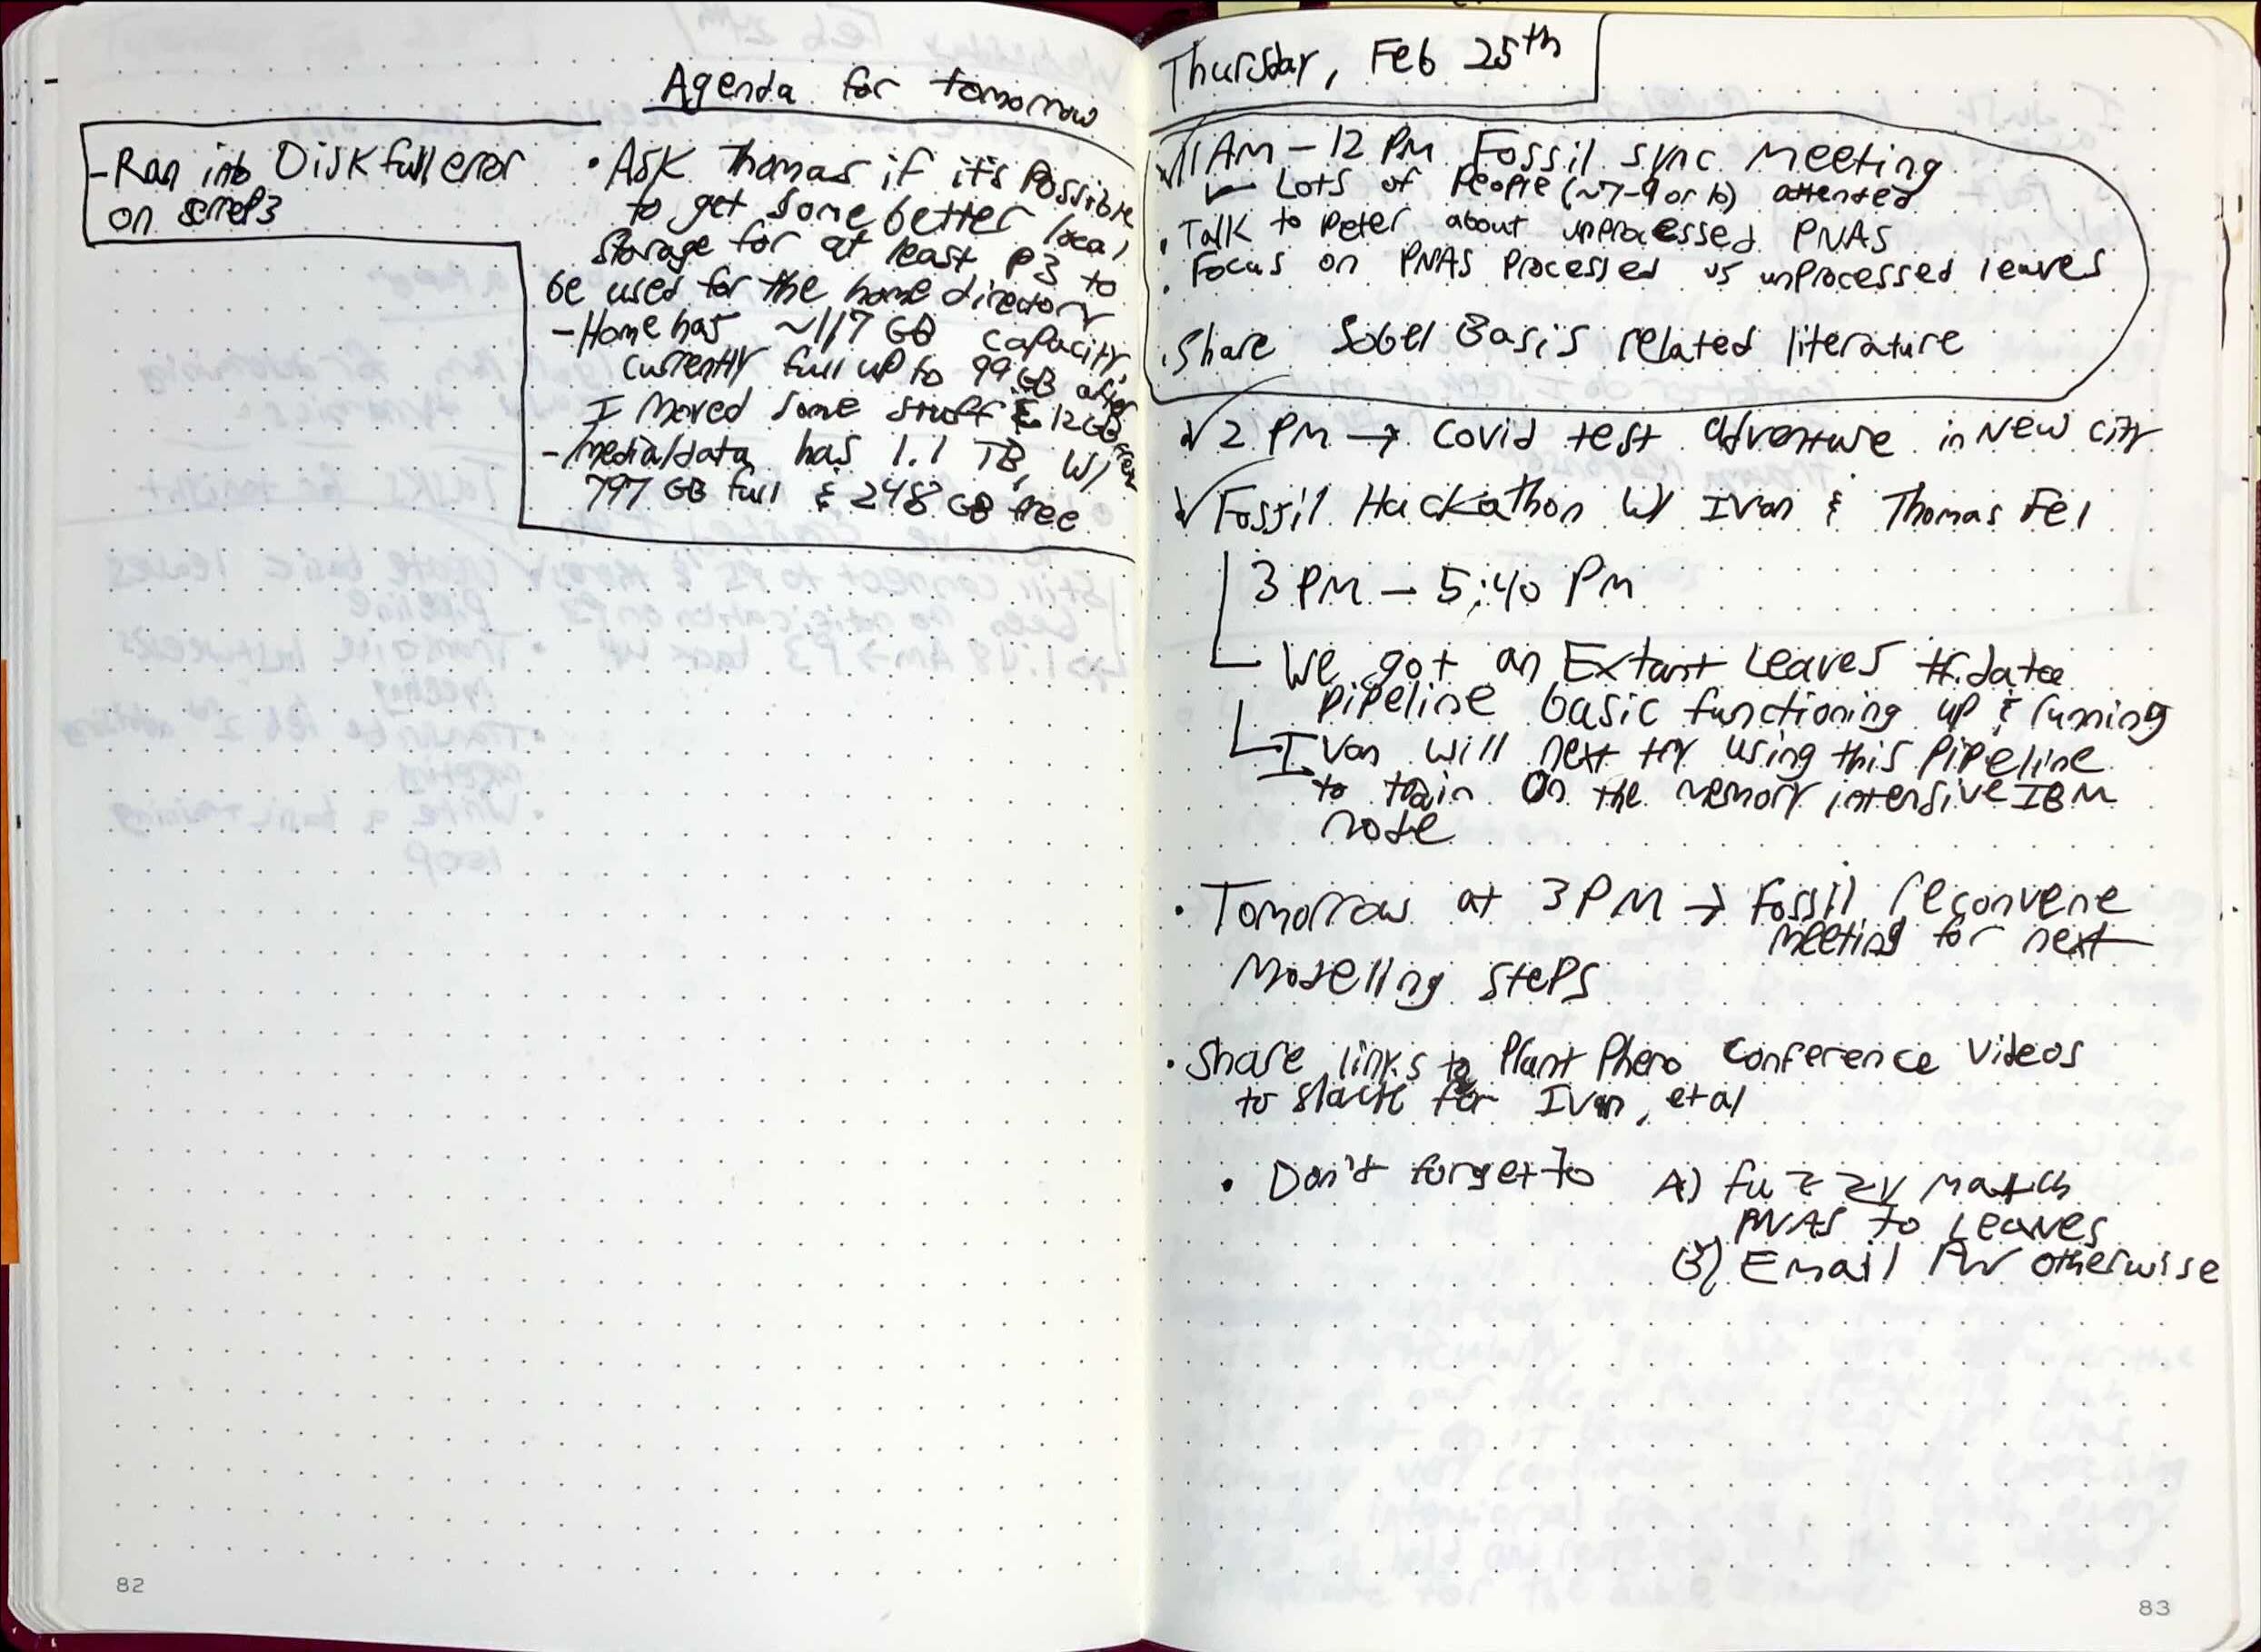 Agenda for tomorrow
- Ran into Disk full error
on serrep3
• Ask Thomas if it's possible
to get some better local
storage for at least P3 to
be used for the home directory
- Home has ~117 GB capacity,
currently full up to 99 GB after
I moved some stuff & 12 GB free
- /media/data has 1.1 TB, w/
797 GB full & 248 GB free
82
Thursday, Feb 25th
11 AM - 12 PM Fossil sync Meeting
Lots of people (~7-9 or 10) attended
• Talk to Peter about unprocessed PNAS
• Focus on PNAS Processed vs unprocessed leaves
• Share Sobel Basis related literature
2 PM → Covid test adventure in New City
Fossil Hackathon w/ Ivan & Thomas Fel
3 PM - 5:40 PM
We got an Extant Leaves tf.data
pipeline basic functioning up & running
Ivan will next try using this pipeline
to train on the memory intensive IBM
node
• Tomorrow at 3 PM → Fossil reconvene
meeting for next
Modelling steps
• Share links to Plant Pheno Conference Videos
to slack for Ivan, et al
• Don't forget to A) fuzzy match
PNAS to Leaves
B) Email PW otherwise
83